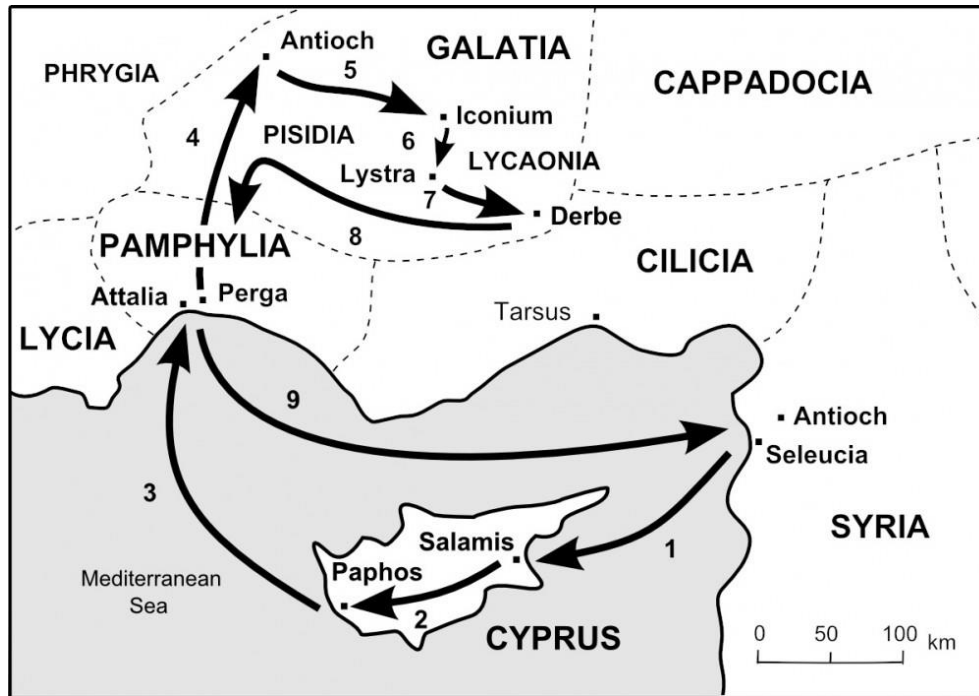 Antioch
GALATIA
PHRYGIA
5
CAPPADOCIA
Iconium
4
PISIDIA
6
LYCAONIA
Lystra
7
Derbe
8
PAMPHYLIA
CILICIA
Attalia
Perga
Tarsus
LYCIA
9
Antioch
Seleucia
3
SYRIA
Salamis
1
Paphos
Mediterranean
Sea
2
CYPRUS
0 50 100 km